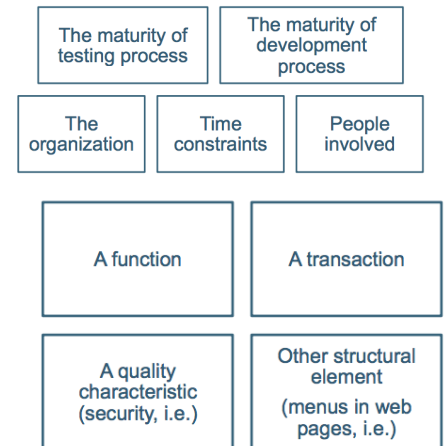 The maturity of
testing process
The maturity of
development
process
The
organization
Time
constraints
People
involved
A function
A transaction
A quality
characteristic
(security, i.e.)
Other structural
element
(menus in web
pages, i.e.)